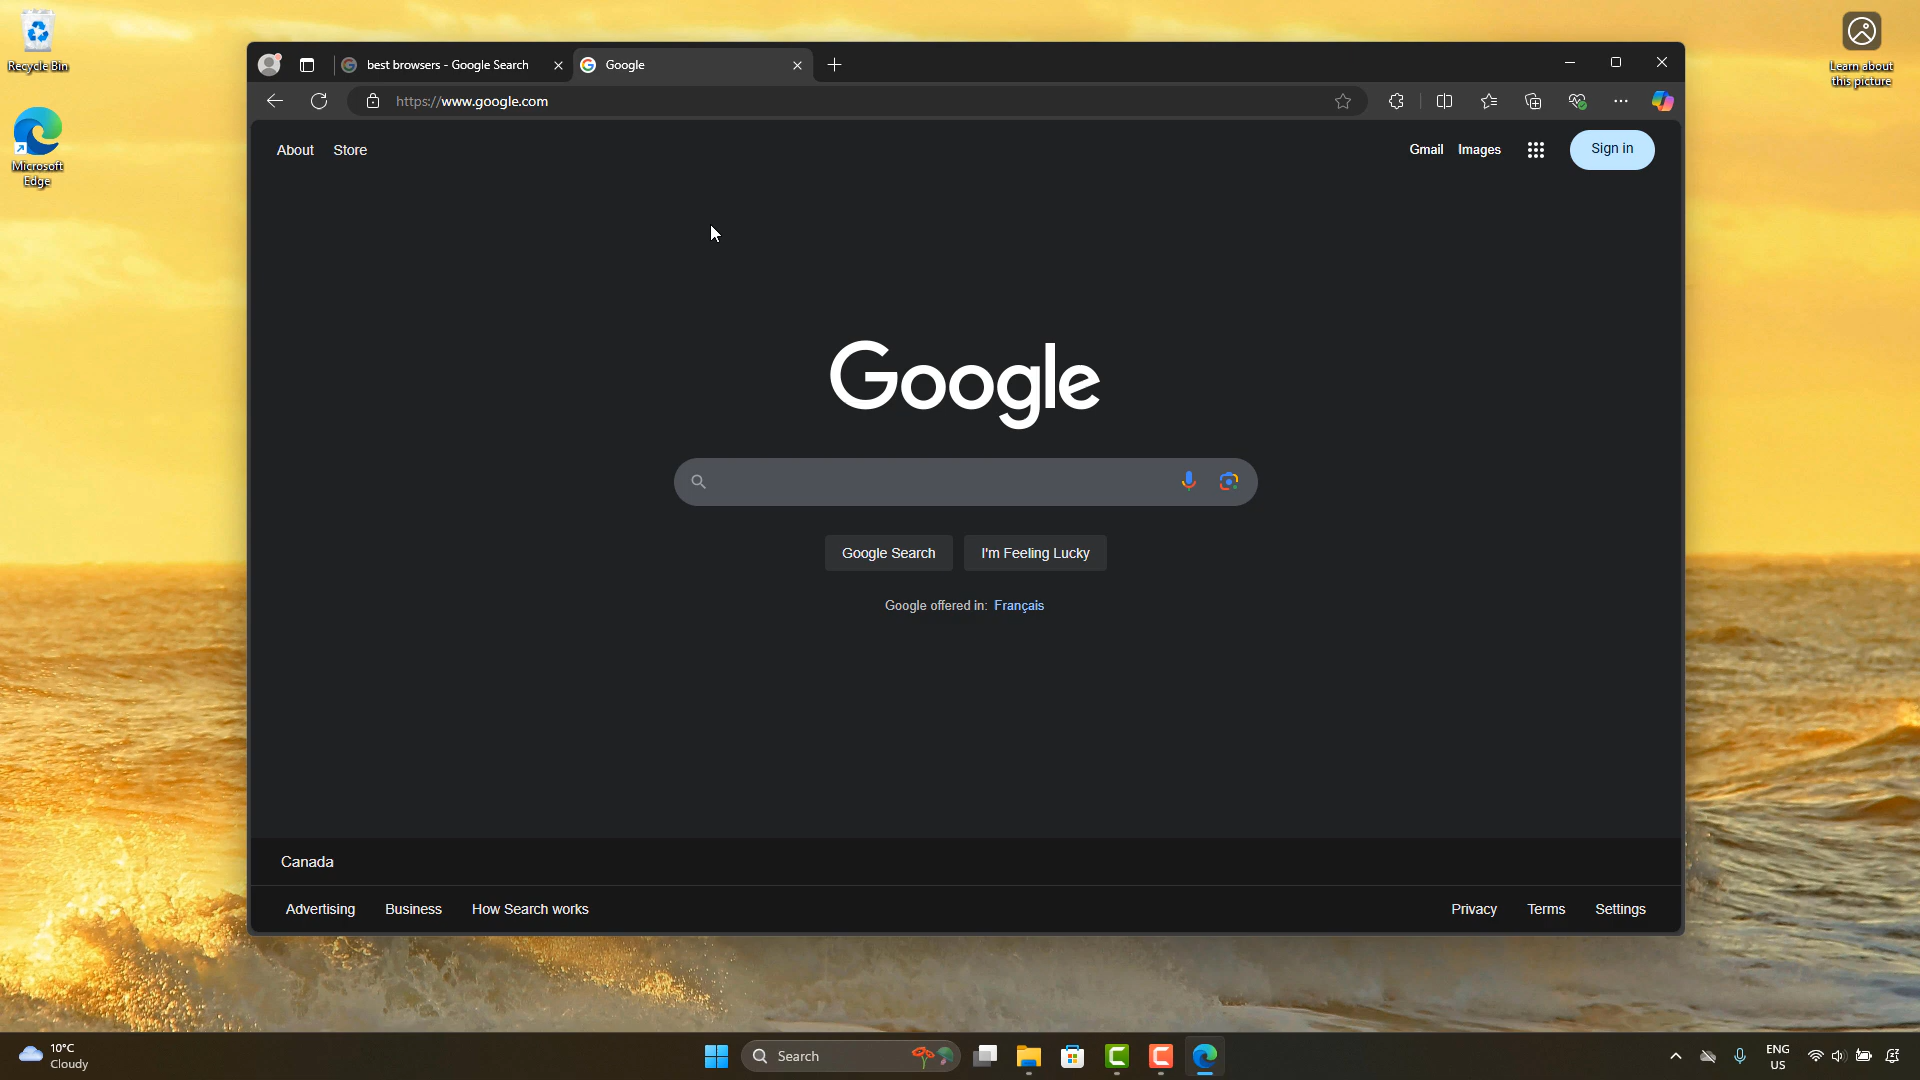 Recycle Bin
Microsoft
Edge
Learn about
this picture
best browsers - Google Search
Google
https://www.google.com
About Store
Gmail Images
Sign in
Google
Google Search
I'm Feeling Lucky
Google offered in: Français
Canada
Advertising Business How Search works
Privacy Terms Settings
10°C
Cloudy
Search
ENG
US